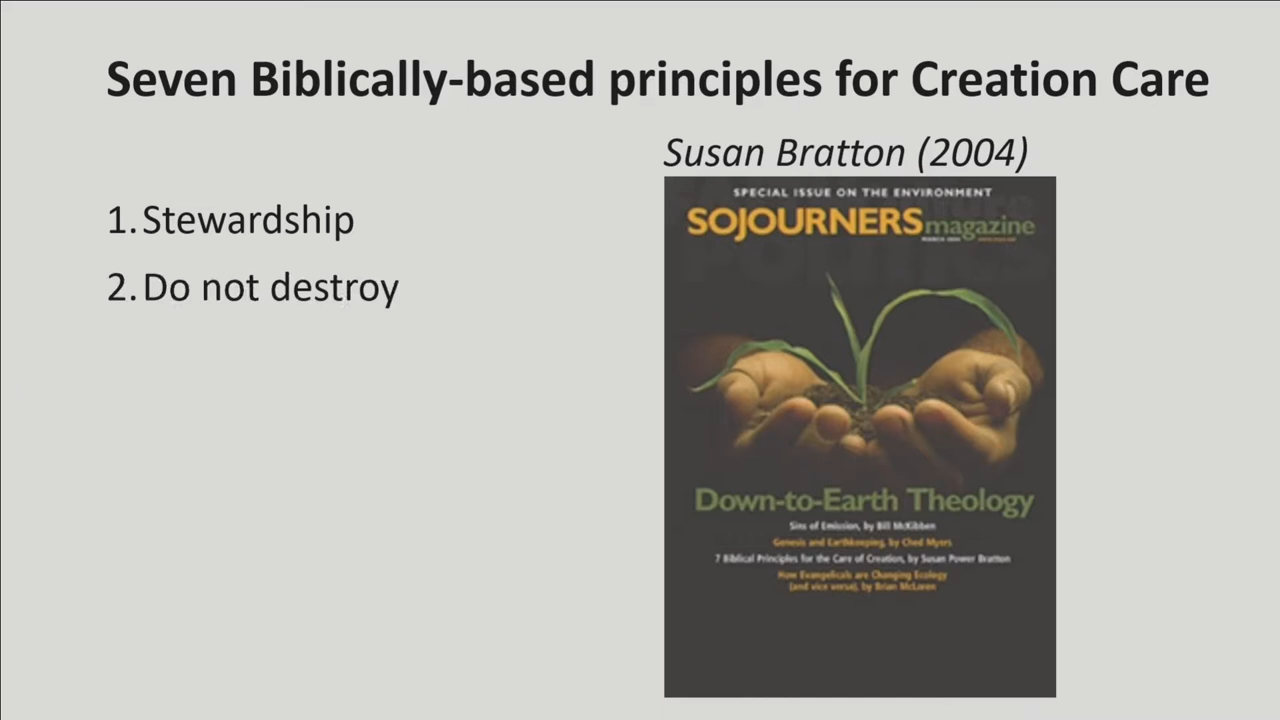 Seven Biblically-based principles for Creation Care
Susan Bratton (2004)
1. Stewardship
2. Do not destroy
SPECIAL ISSUE ON THE ENVIRONMENT
SOJOURNERS magazine
Down-to-Earth Theology
Sins of Emission, by Bill McKibben
Genesis and Earthkeeping, by Ched Myers
7 Biblical Principles for the Care of Creation, by Susan Power Bratton
How Evangelicals are Changing Ecology
(and vice versa), by Brian McLaren